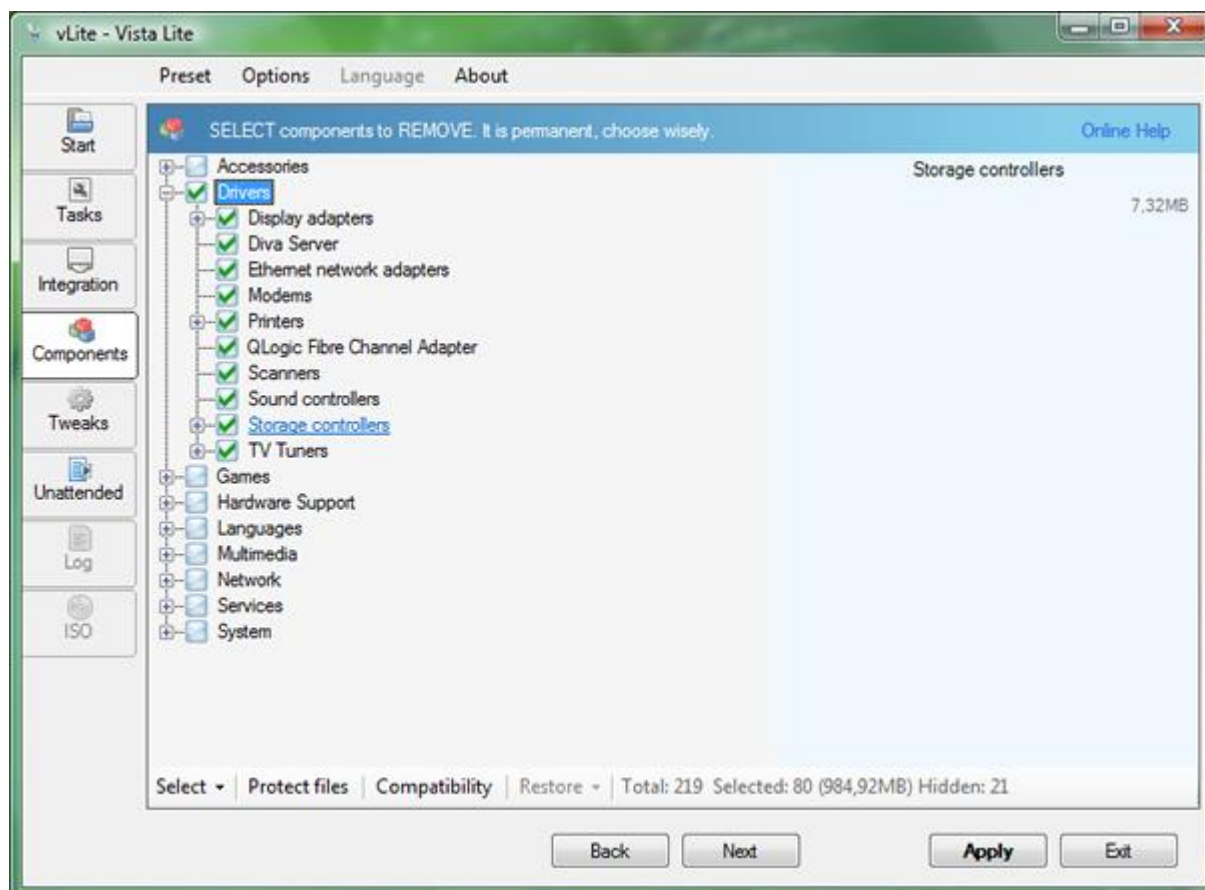 vLite - Vista Lite
Preset Options Language About
Start
Tasks
Integration
Components
Tweaks
Unattended
Log
ISO
SELECT components to REMOVE. It is permanent, choose wisely. Online Help
Accessories
Drivers
Display adapters
Diva Server
Ethernet network adapters
Modems
Printers
QLogic Fibre Channel Adapter
Scanners
Sound controllers
Storage controllers
TV Tuners
Games
Hardware Support
Languages
Multimedia
Network
Services
System
Storage controllers
7,32MB
Select Protect files Compatibility Restore Total: 219 Selected: 80 (984,92MB) Hidden: 21
Back Next Apply Exit